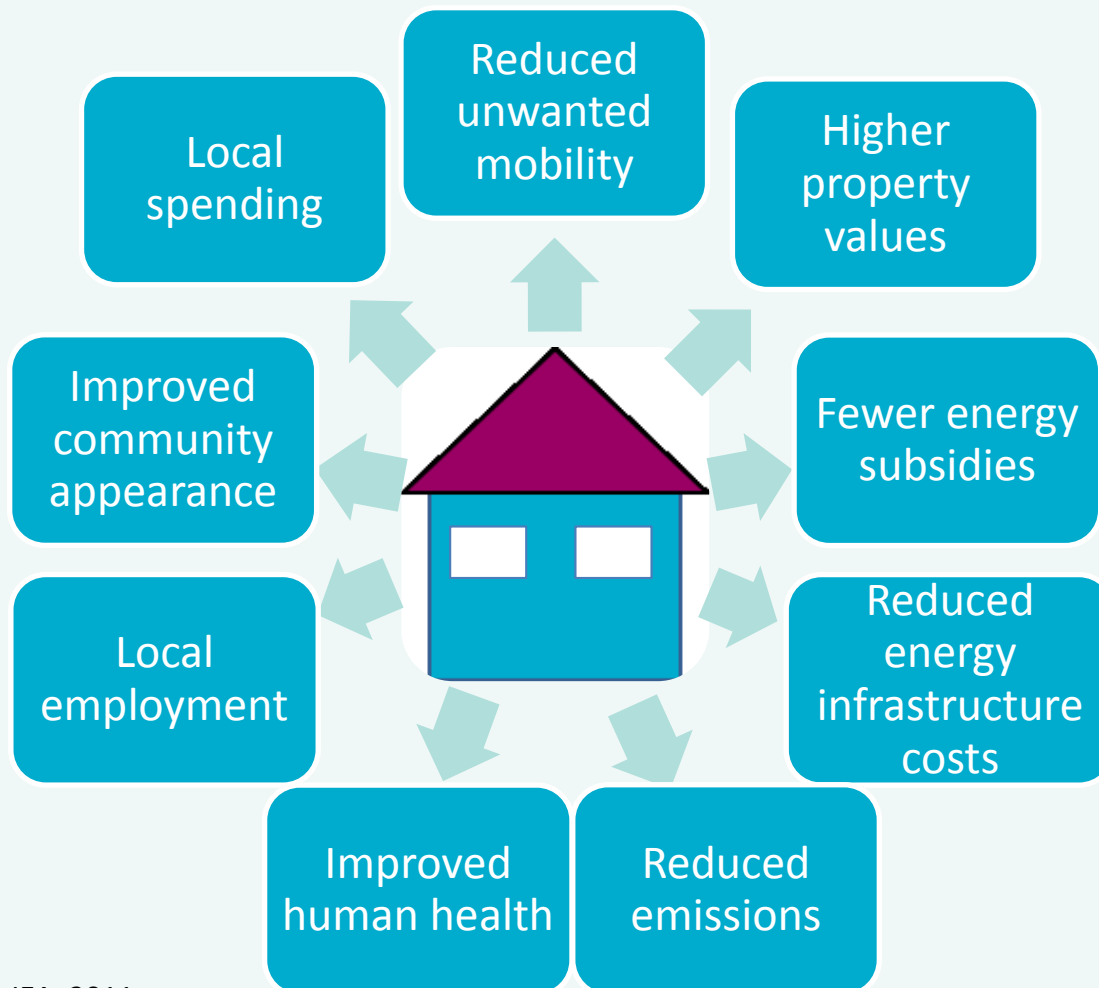 Reduced
unwanted
mobility
Higher
property
values
Fewer energy
subsidies
Reduced
energy
infrastructure
costs
Reduced
emissions
Improved
human health
Local
employment
Improved
community
appearance
Local
spending